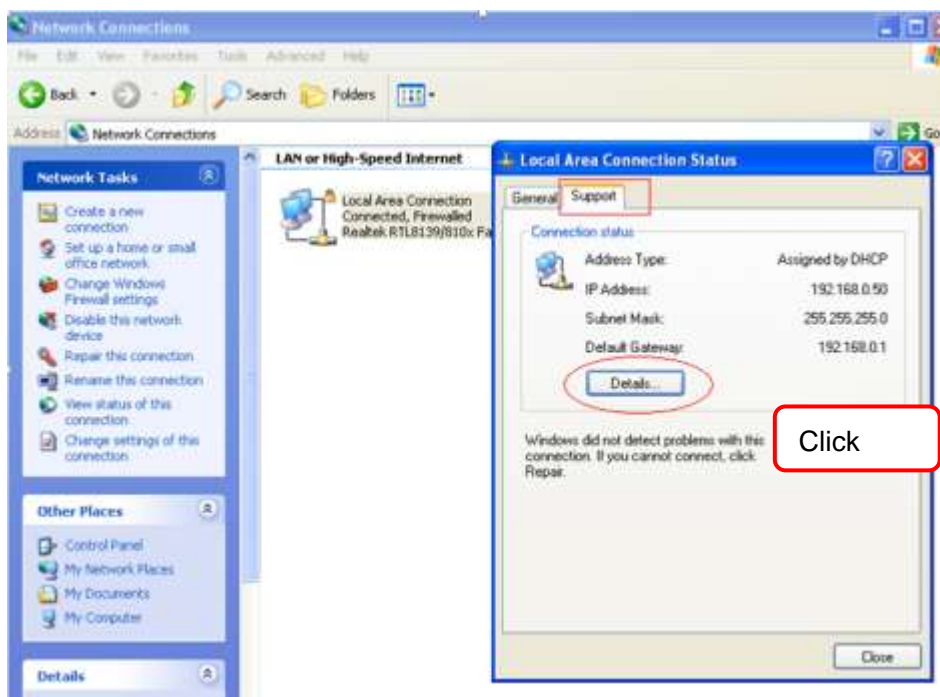 Network Connections
File Edit View Favorites Tools Advanced Help
Back Search Folders
Address Network Connections Go
Network Tasks
Create a new
connection
Set up a home or small
office network
Change Windows
Firewall settings
Disable this network
device
Repair this connection
Rename this connection
View status of this
connection
Change settings of this
connection
Other Places
Control Panel
My Network Places
My Documents
My Computer
Details
LAN or High-Speed Internet
Local Area Connection
Connected, Firewalled
Realtek RTL8139/810x Fa
Local Area Connection Status
General Support
Connection status
Address Type: Assigned by DHCP
IP Address: 192.168.0.50
Subnet Mask: 255.255.255.0
Default Gateway: 192.168.0.1
Details...
Windows did not detect problems with this
connection. If you cannot connect, click
Repair.
Click
Close